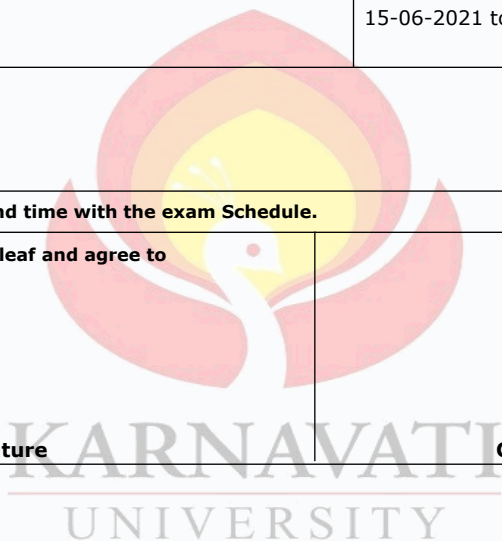 15-06-2021 to
nd time with the exam Schedule.
leaf and agree to
ture
KARNAVATI
UNIVERSITY